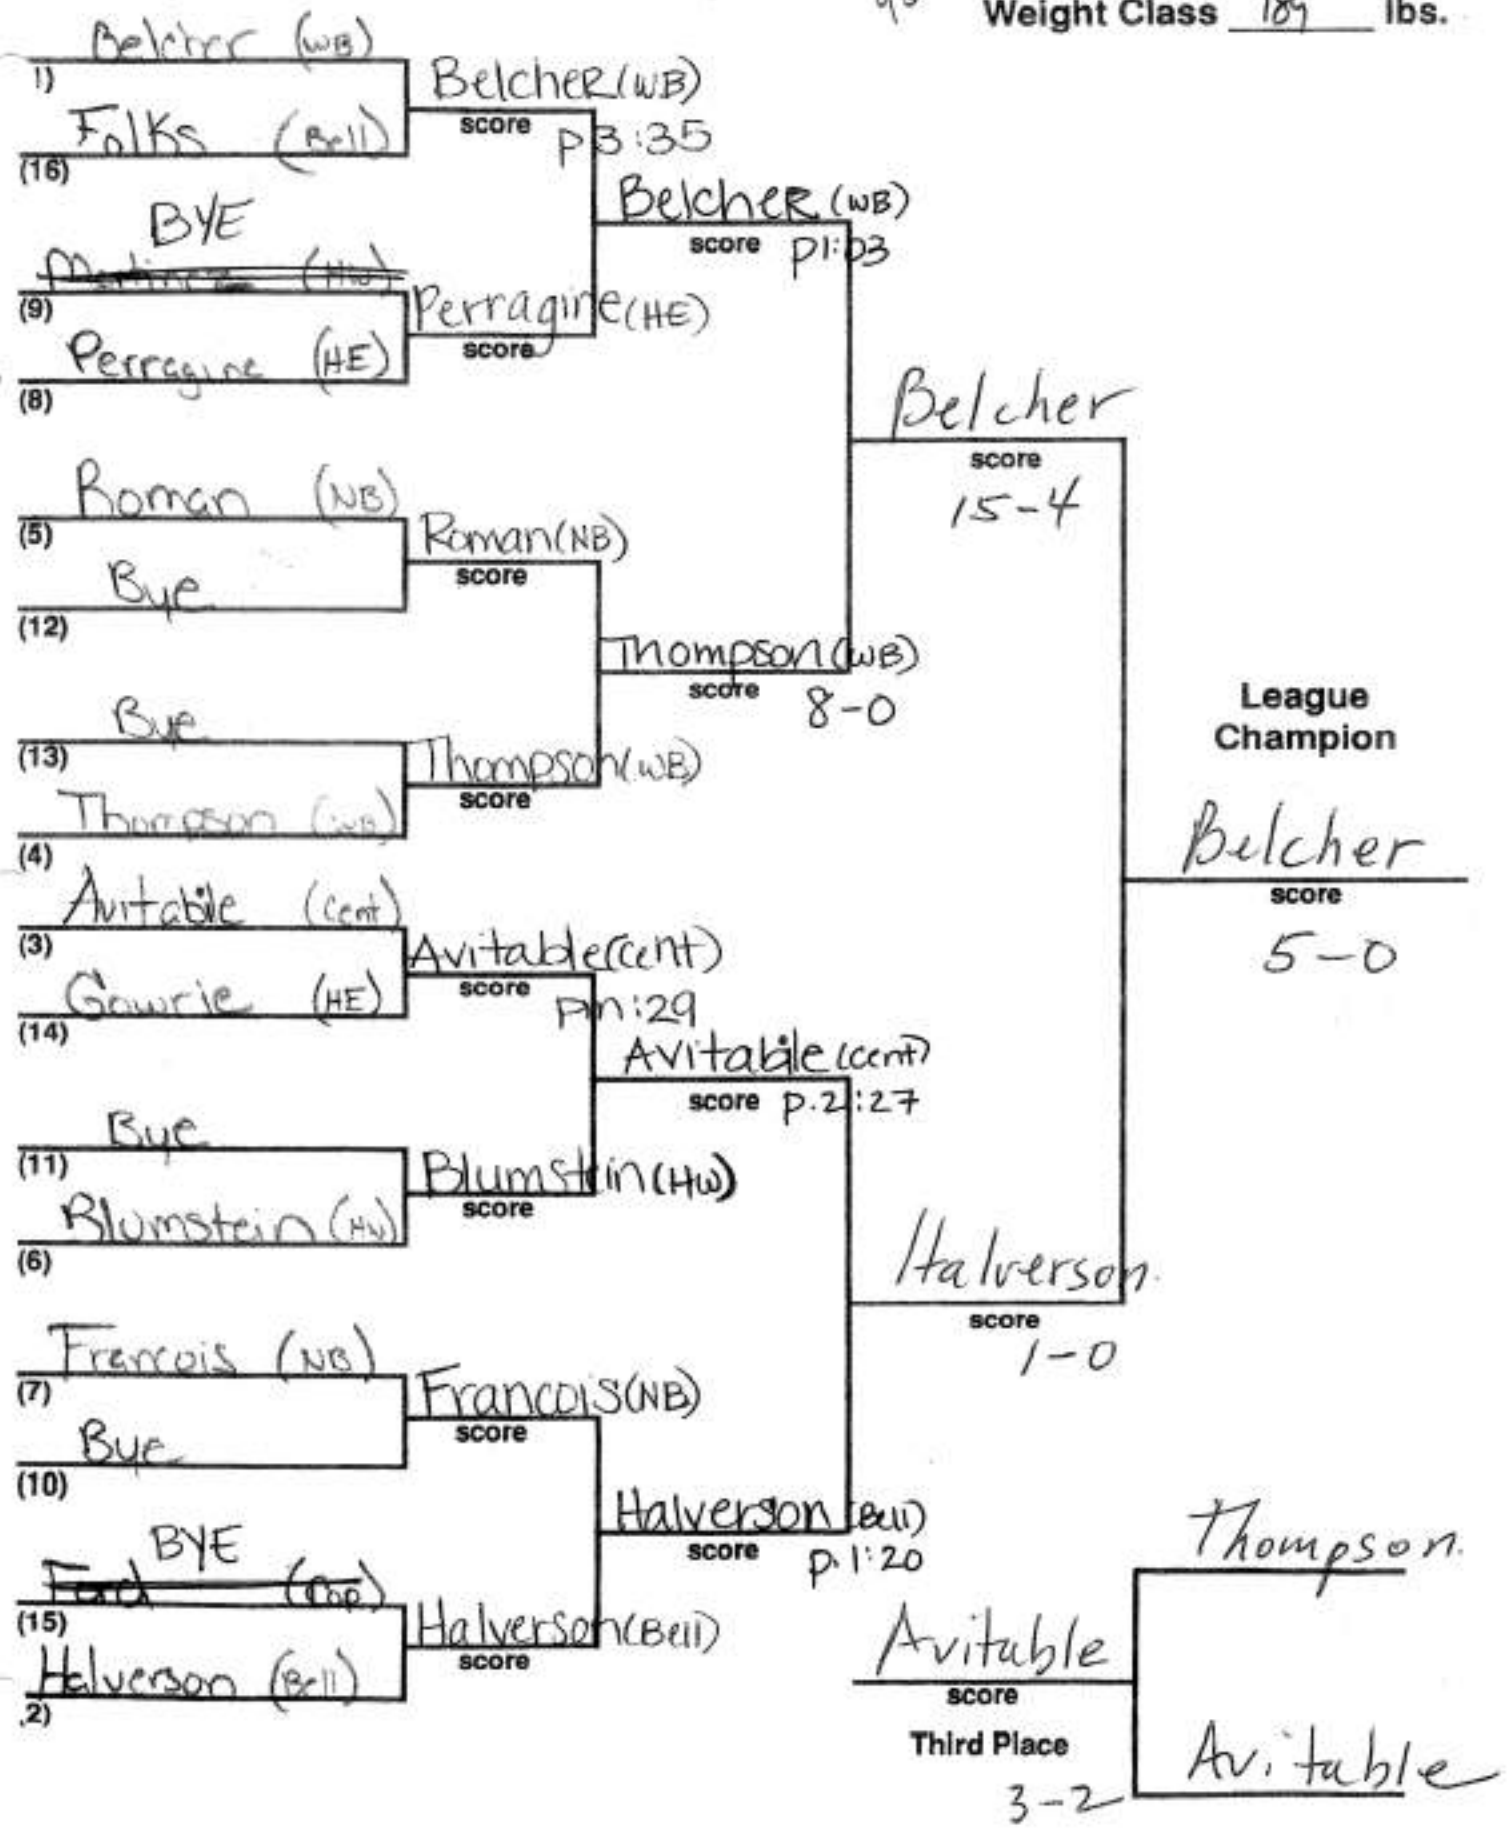 Weight Class 189 lbs.
Belcher (WB)
1)
Belcher (WB)
score
p 3:35
Folks (Bell)
(16)
Belcher (WB)
score p1:03
BYE
(9)
Perragine (HE)
score
Perragine (HE)
(8)
Belcher
score
15-4
Roman (NB)
(5)
Roman (NB)
score
Bye
(12)
Thompson (WB)
score
8-0
Bye
(13)
Thompson (WB)
score
Thompson (WB)
(4)
League
Champion
Belcher
score
5-0
Avitabile (Cent)
(3)
Avitable (Cent)
score
pin :29
Gowrie (HE)
(14)
Avitabile (Cent)
score p. 2:27
Bye
(11)
Blumstein (HW)
score
Blumstein (HW)
(6)
Halverson
score
1-0
Francois (NB)
(7)
Francois (NB)
score
Bye
(10)
Halverson (Bell)
score
p. 1:20
BYE
Ford (Cop)
(15)
Halverson (Bell)
score
Halverson (Bell)
2)
Thompson
Avitable
score
Third Place
3-2
Avitable